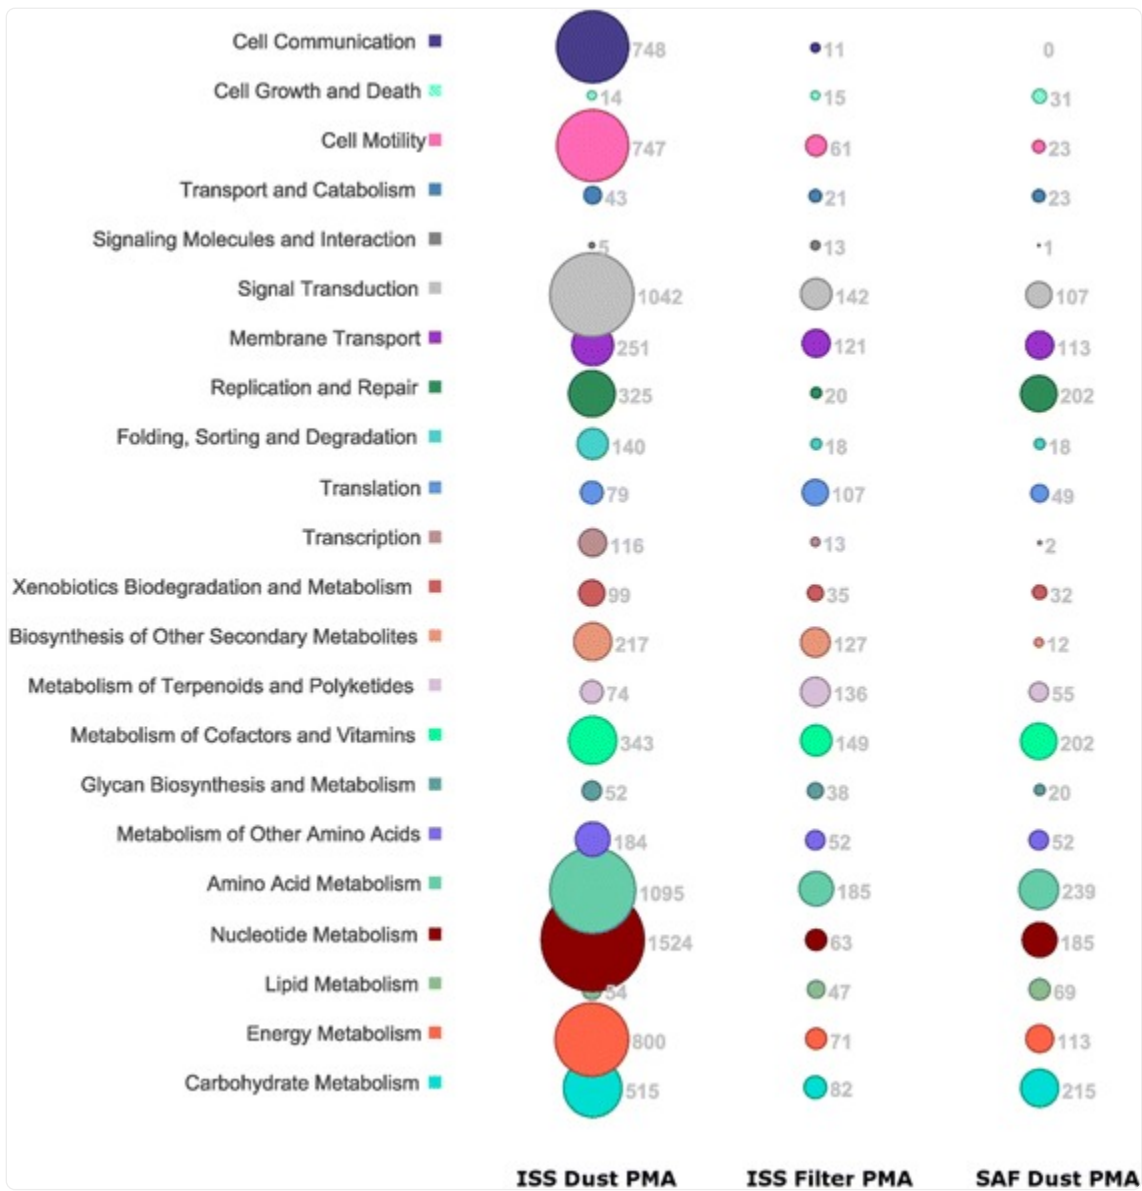 Cell Communication 748 11 0
Cell Growth and Death 14 15 31
Cell Motility 747 61 23
Transport and Catabolism 43 21 23
Signaling Molecules and Interaction 5 13 1
Signal Transduction 1042 142 107
Membrane Transport 251 121 113
Replication and Repair 325 20 202
Folding, Sorting and Degradation 140 18 18
Translation 79 107 49
Transcription 116 13 2
Xenobiotics Biodegradation and Metabolism 99 35 32
Biosynthesis of Other Secondary Metabolites 217 127 12
Metabolism of Terpenoids and Polyketides 74 136 55
Metabolism of Cofactors and Vitamins 343 149 202
Glycan Biosynthesis and Metabolism 52 38 20
Metabolism of Other Amino Acids 184 52 52
Amino Acid Metabolism 1095 185 239
Nucleotide Metabolism 1524 63 185
Lipid Metabolism 54 47 69
Energy Metabolism 800 71 113
Carbohydrate Metabolism 515 82 215
ISS Dust PMA ISS Filter PMA SAF Dust PMA